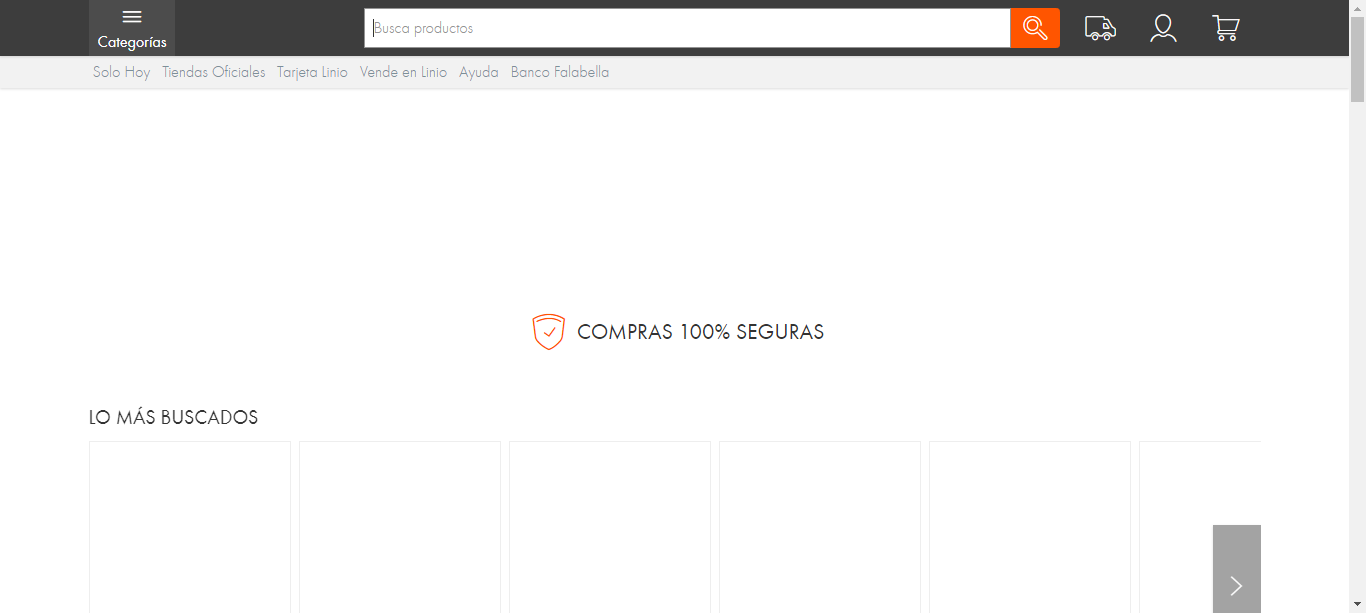 Categorías
Busca productos
Solo Hoy Tiendas Oficiales Tarjeta Linio Vende en Linio Ayuda Banco Falabella
COMPRAS 100% SEGURAS
LO MÁS BUSCADOS